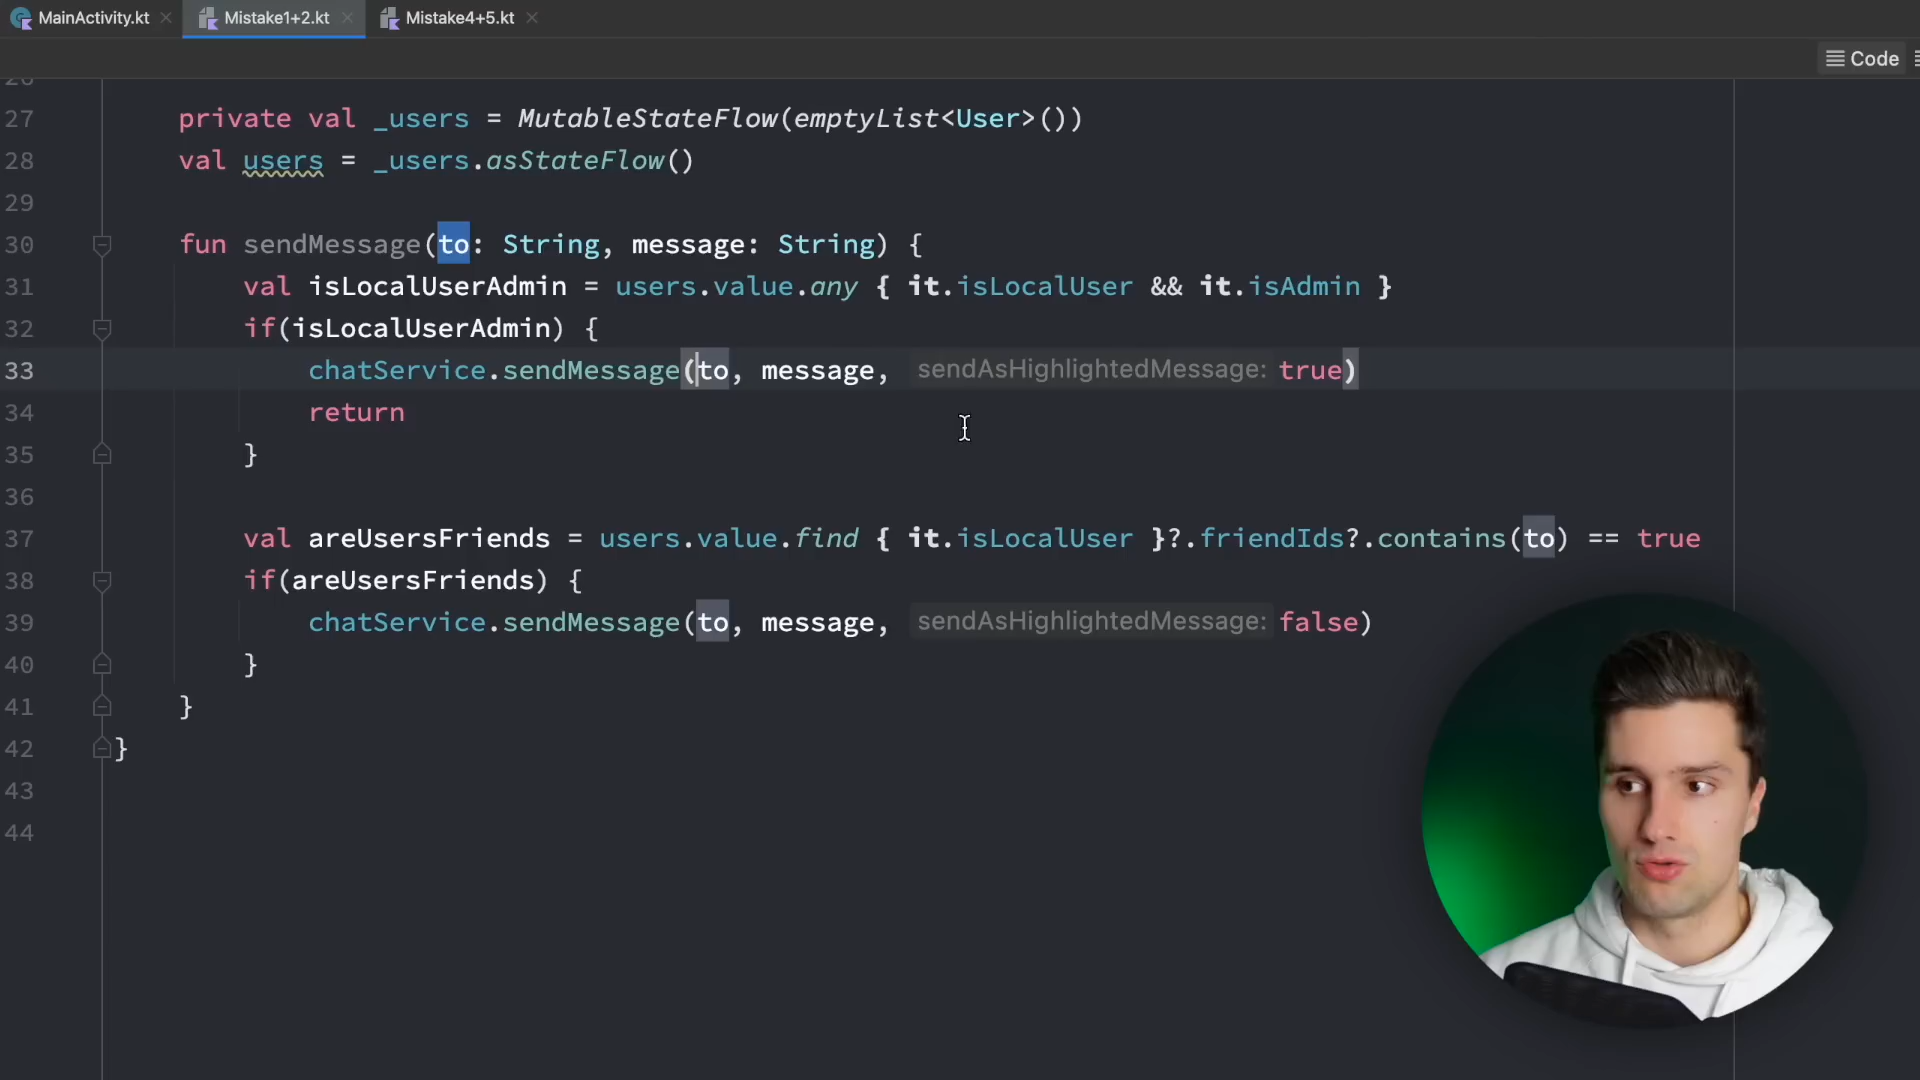 MainActivity.kt
Mistake1+2.kt
Mistake4+5.kt
Code
26
27 private val _users = MutableStateFlow(emptyList<User>())
28 val users = _users.asStateFlow()
29
30 fun sendMessage(to: String, message: String) {
31 val isLocalUserAdmin = users.value.any { it.isLocalUser && it.isAdmin }
32 if(isLocalUserAdmin) {
33 chatService.sendMessage(to, message, sendAsHighlightedMessage: true)
34 return
35 }
36
37 val areUsersFriends = users.value.find { it.isLocalUser }?.friendIds?.contains(to) == true
38 if(areUsersFriends) {
39 chatService.sendMessage(to, message, sendAsHighlightedMessage: false)
40 }
41 }
42 }
43
44